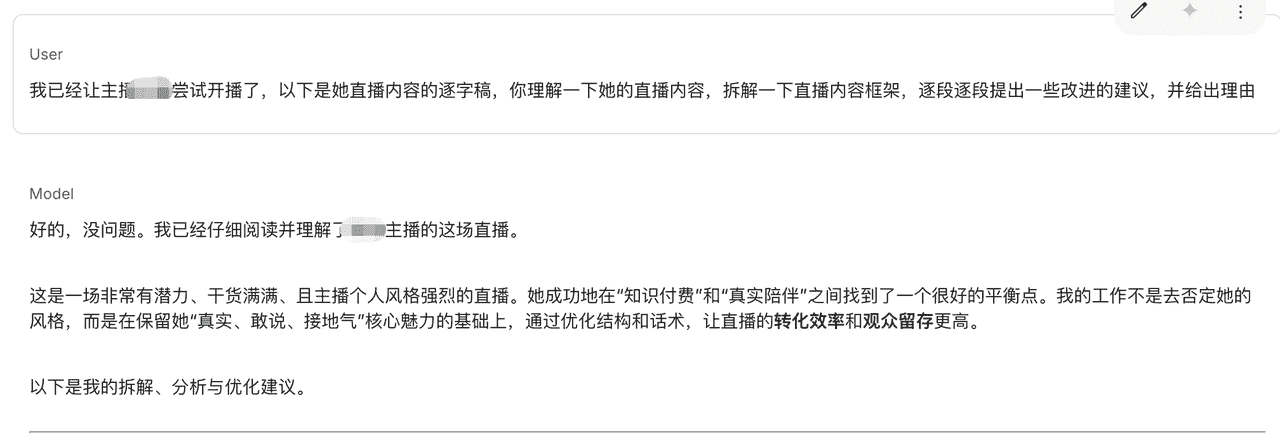 User
我已经让主播尝试开播了，以下是她直播内容的逐字稿，你理解一下她的直播内容，拆解一下直播内容框架，逐段逐段提出一些改进的建议，并给出理由
Model
好的，没问题。我已经仔细阅读并理解了主播的这场直播。
这是一场非常有潜力、干货满满、且主播个人风格强烈的直播。她成功地在“知识付费”和“真实陪伴”之间找到了一个很好的平衡点。我的工作不是去否定她的
风格，而是在保留她“真实、敢说、接地气”核心魅力的基础上，通过优化结构和话术，让直播的转化效率和观众留存更高。
以下是我的拆解、分析与优化建议。